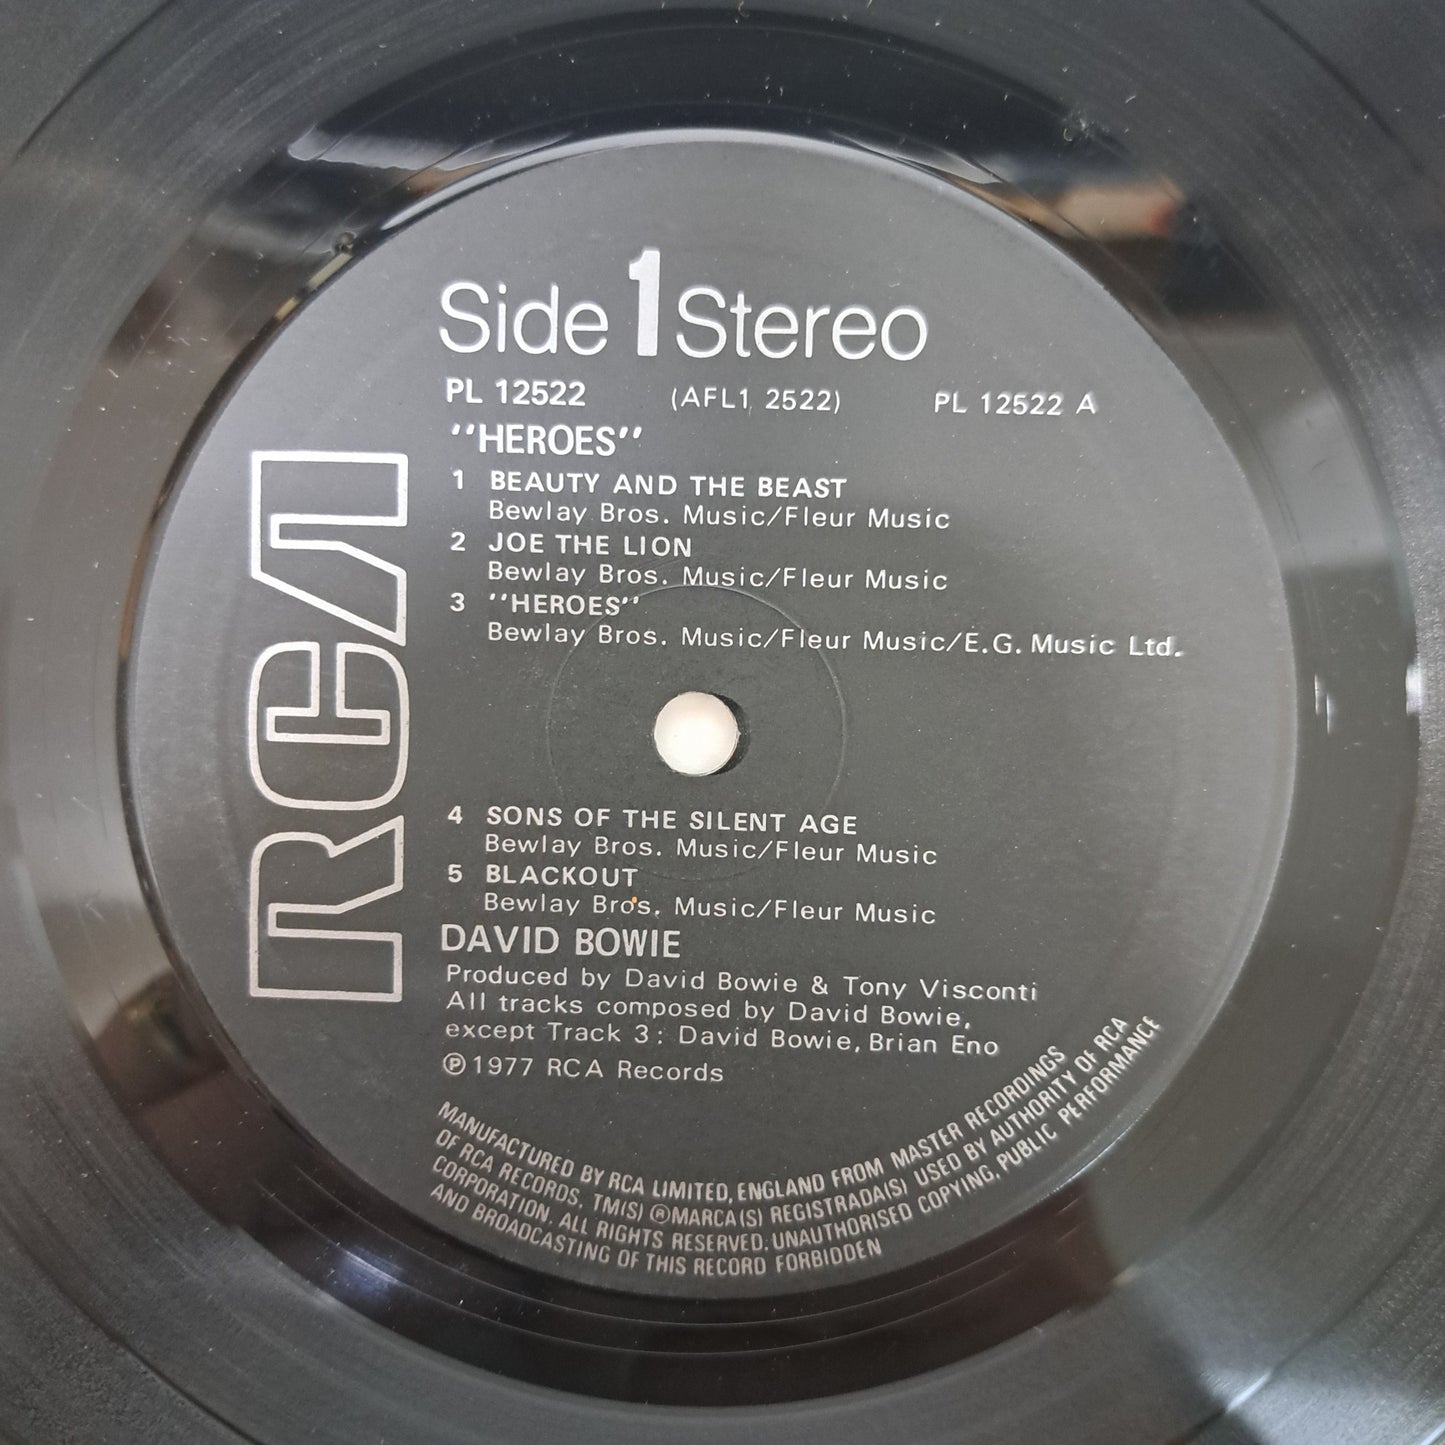 Side 1 Stereo
PL 12522 (AFL1 2522) PL 12522 A
''HEROES''
1 BEAUTY AND THE BEAST
Bewlay Bros. Music/Fleur Music
2 JOE THE LION
Bewlay Bros. Music/Fleur Music
3 ''HEROES''
Bewlay Bros. Music/Fleur Music/E.G. Music Ltd.
RCA
4 SONS OF THE SILENT AGE
Bewlay Bros. Music/Fleur Music
5 BLACKOUT
Bewlay Bros. Music/Fleur Music
DAVID BOWIE
Produced by David Bowie & Tony Visconti
All tracks composed by David Bowie,
except Track 3: David Bowie, Brian Eno
℗ 1977 RCA Records
MANUFACTURED BY RCA LIMITED, ENGLAND FROM MASTER RECORDINGS
OF RCA RECORDS. TM(S) ® MARCA(S) REGISTRADA(S) USED BY AUTHORITY OF RCA
CORPORATION. ALL RIGHTS RESERVED. UNAUTHORISED COPYING, PUBLIC PERFORMANCE
AND BROADCASTING OF THIS RECORD FORBIDDEN